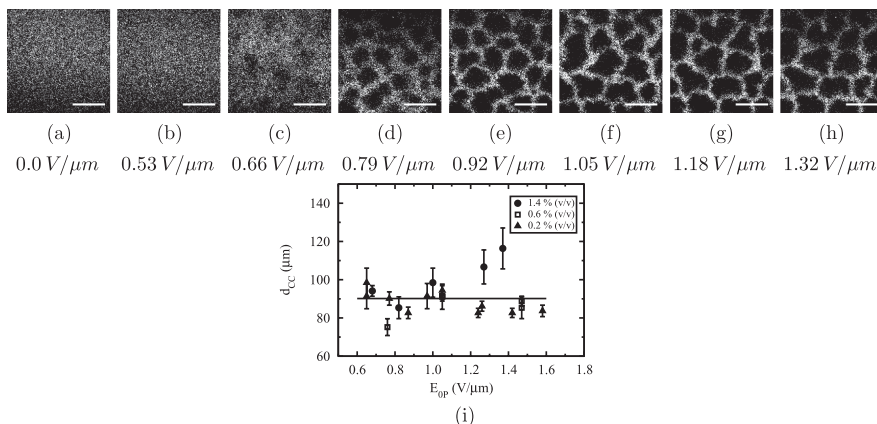 (a) (b) (c) (d) (e) (f) (g) (h)
0.0 V/μm 0.53 V/μm 0.66 V/μm 0.79 V/μm 0.92 V/μm 1.05 V/μm 1.18 V/μm 1.32 V/μm
140
120
100
80
60
d_CC (μm)
1.4 % (v/v)
0.6 % (v/v)
0.2 % (v/v)
0.6 0.8 1.0 1.2 1.4 1.6 1.8
E_0P (V/μm)
(i)